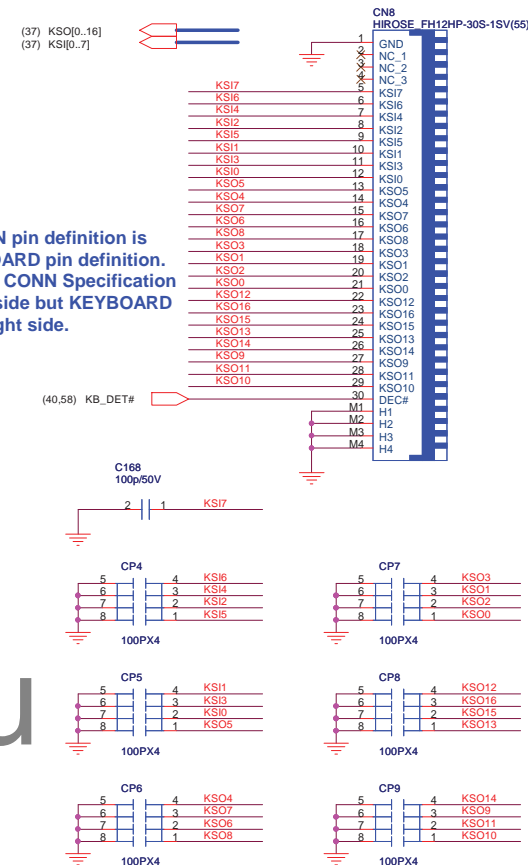 CN8
HIROSE_FH12HP-30S-1SV(55)
(37) KSO[0..16]
(37) KSI[0..7]
1 GND
2 NC_1
3 NC_2
4 NC_3
KSI7 5 KSI7
KSI6 6 KSI6
KSI4 7 KSI4
KSI2 8 KSI2
KSI5 9 KSI5
KSI1 10 KSI1
KSI3 11 KSI3
KSI0 12 KSI0
KSO5 13 KSO5
KSO4 14 KSO4
KSO7 15 KSO7
KSO6 16 KSO6
KSO8 17 KSO8
KSO3 18 KSO3
KSO1 19 KSO1
KSO2 20 KSO2
KSO0 21 KSO0
KSO12 22 KSO12
KSO16 23 KSO16
KSO15 24 KSO15
KSO13 25 KSO13
KSO14 26 KSO14
KSO9 27 KSO9
KSO11 28 KSO11
KSO10 29 KSO10
(40,58) KB_DET# 30 DEC#
M1 H1
M2 H2
M3 H3
M4 H4
N pin definition is
ARD pin definition.
CONN Specification
side but KEYBOARD
ght side.
C168
100p/50V
2 1 KSI7
CP4
5 4 KSI6
6 3 KSI4
7 2 KSI2
8 1 KSI5
100PX4
CP7
5 4 KSO3
6 3 KSO1
7 2 KSO2
8 1 KSO0
100PX4
u
CP5
5 4 KSI1
6 3 KSI3
7 2 KSI0
8 1 KSO5
100PX4
CP8
5 4 KSO12
6 3 KSO16
7 2 KSO15
8 1 KSO13
100PX4
CP6
5 4 KSO4
6 3 KSO7
7 2 KSO6
8 1 KSO8
100PX4
CP9
5 4 KSO14
6 3 KSO9
7 2 KSO11
8 1 KSO10
100PX4